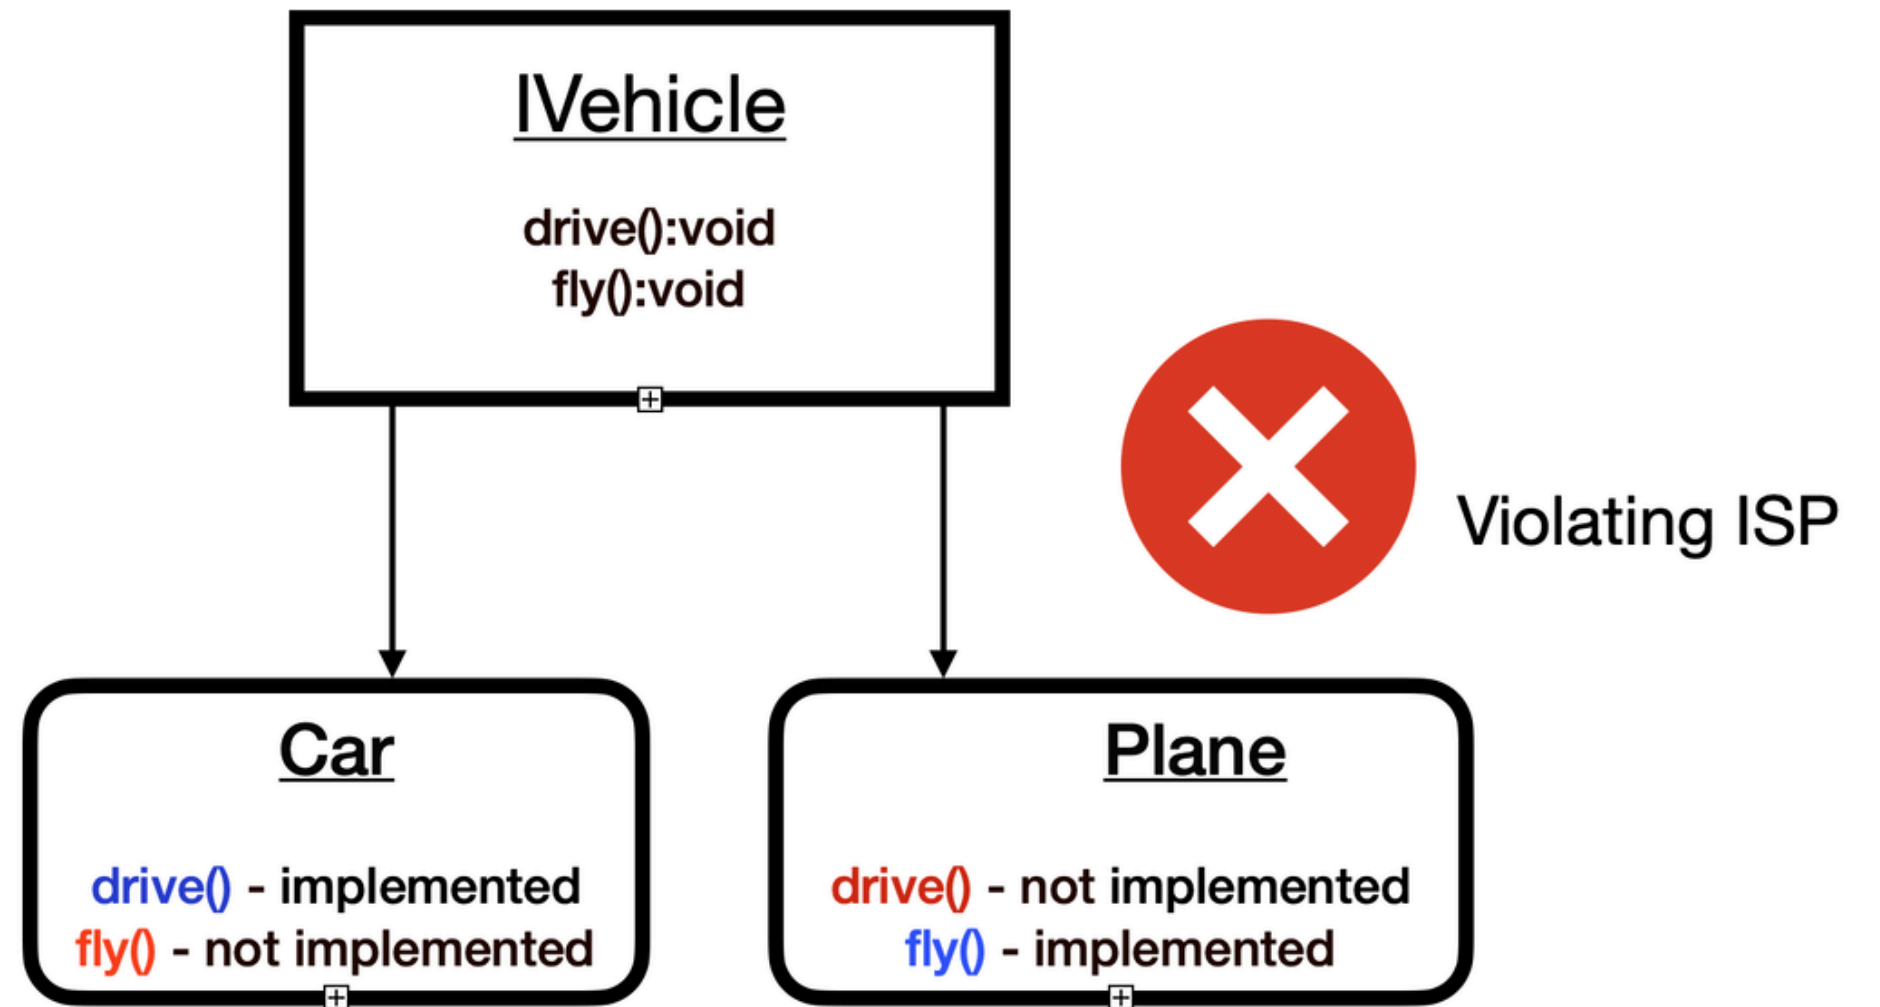 IVehicle
drive():void
fly():void
Violating ISP
Car
drive() - implemented
fly() - not implemented
Plane
drive() - not implemented
fly() - implemented